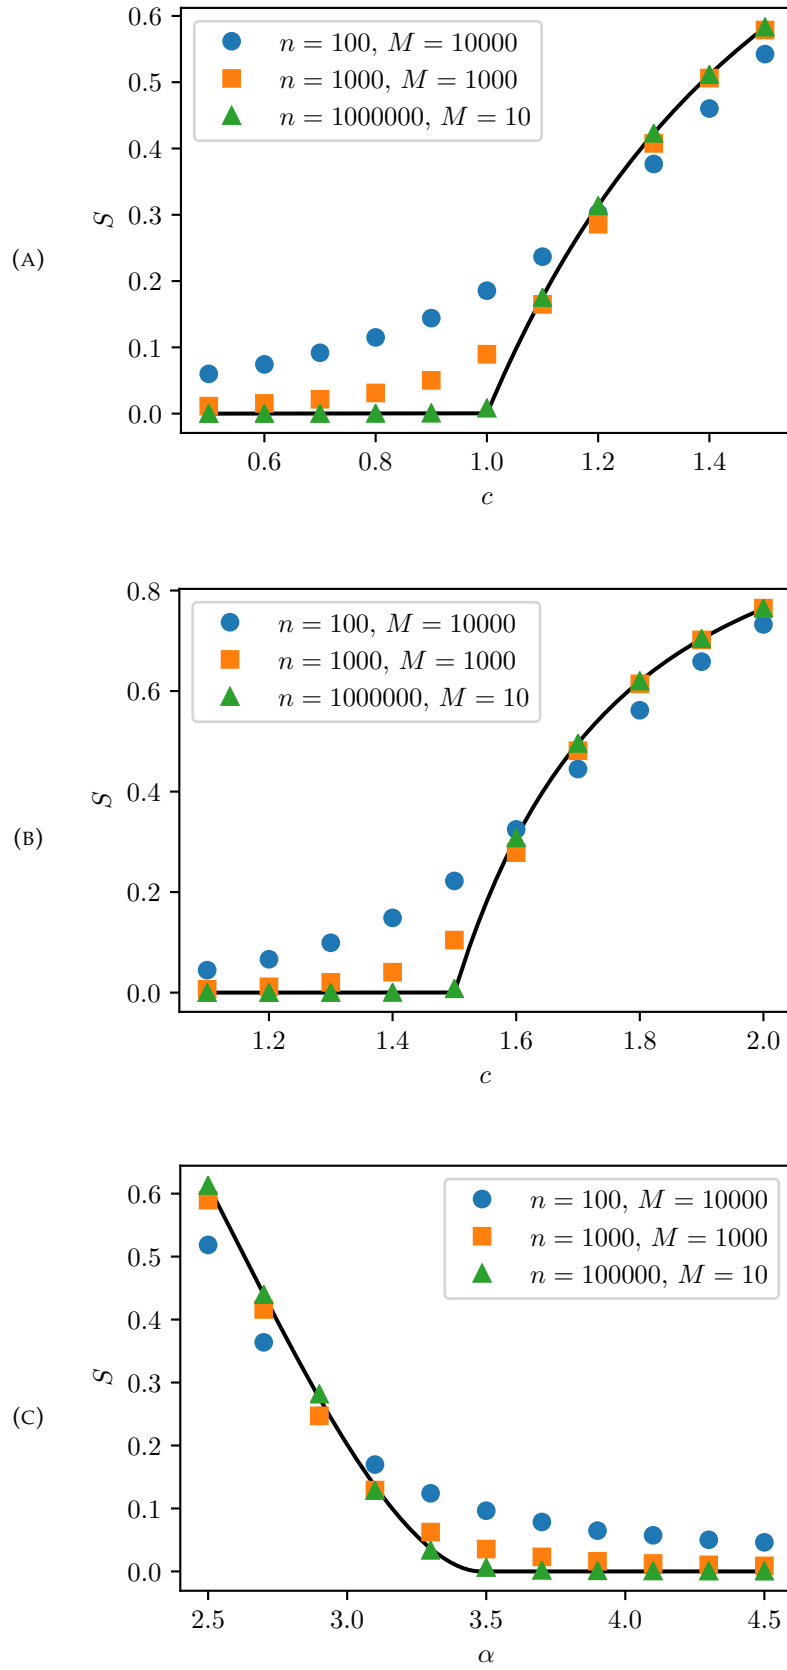 (A)
S
0.6
0.5
0.4
0.3
0.2
0.1
0.0
n = 100, M = 10000
n = 1000, M = 1000
n = 1000000, M = 10
0.6 0.8 1.0 1.2 1.4
c
(B)
S
0.8
0.6
0.4
0.2
0.0
n = 100, M = 10000
n = 1000, M = 1000
n = 1000000, M = 10
1.2 1.4 1.6 1.8 2.0
c
(C)
S
0.6
0.5
0.4
0.3
0.2
0.1
0.0
n = 100, M = 10000
n = 1000, M = 1000
n = 100000, M = 10
2.5 3.0 3.5 4.0 4.5
α